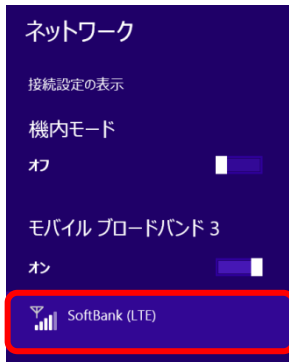 ネットワーク
接続設定の表示
機内モード
オフ
モバイル ブロードバンド 3
オン
SoftBank (LTE)